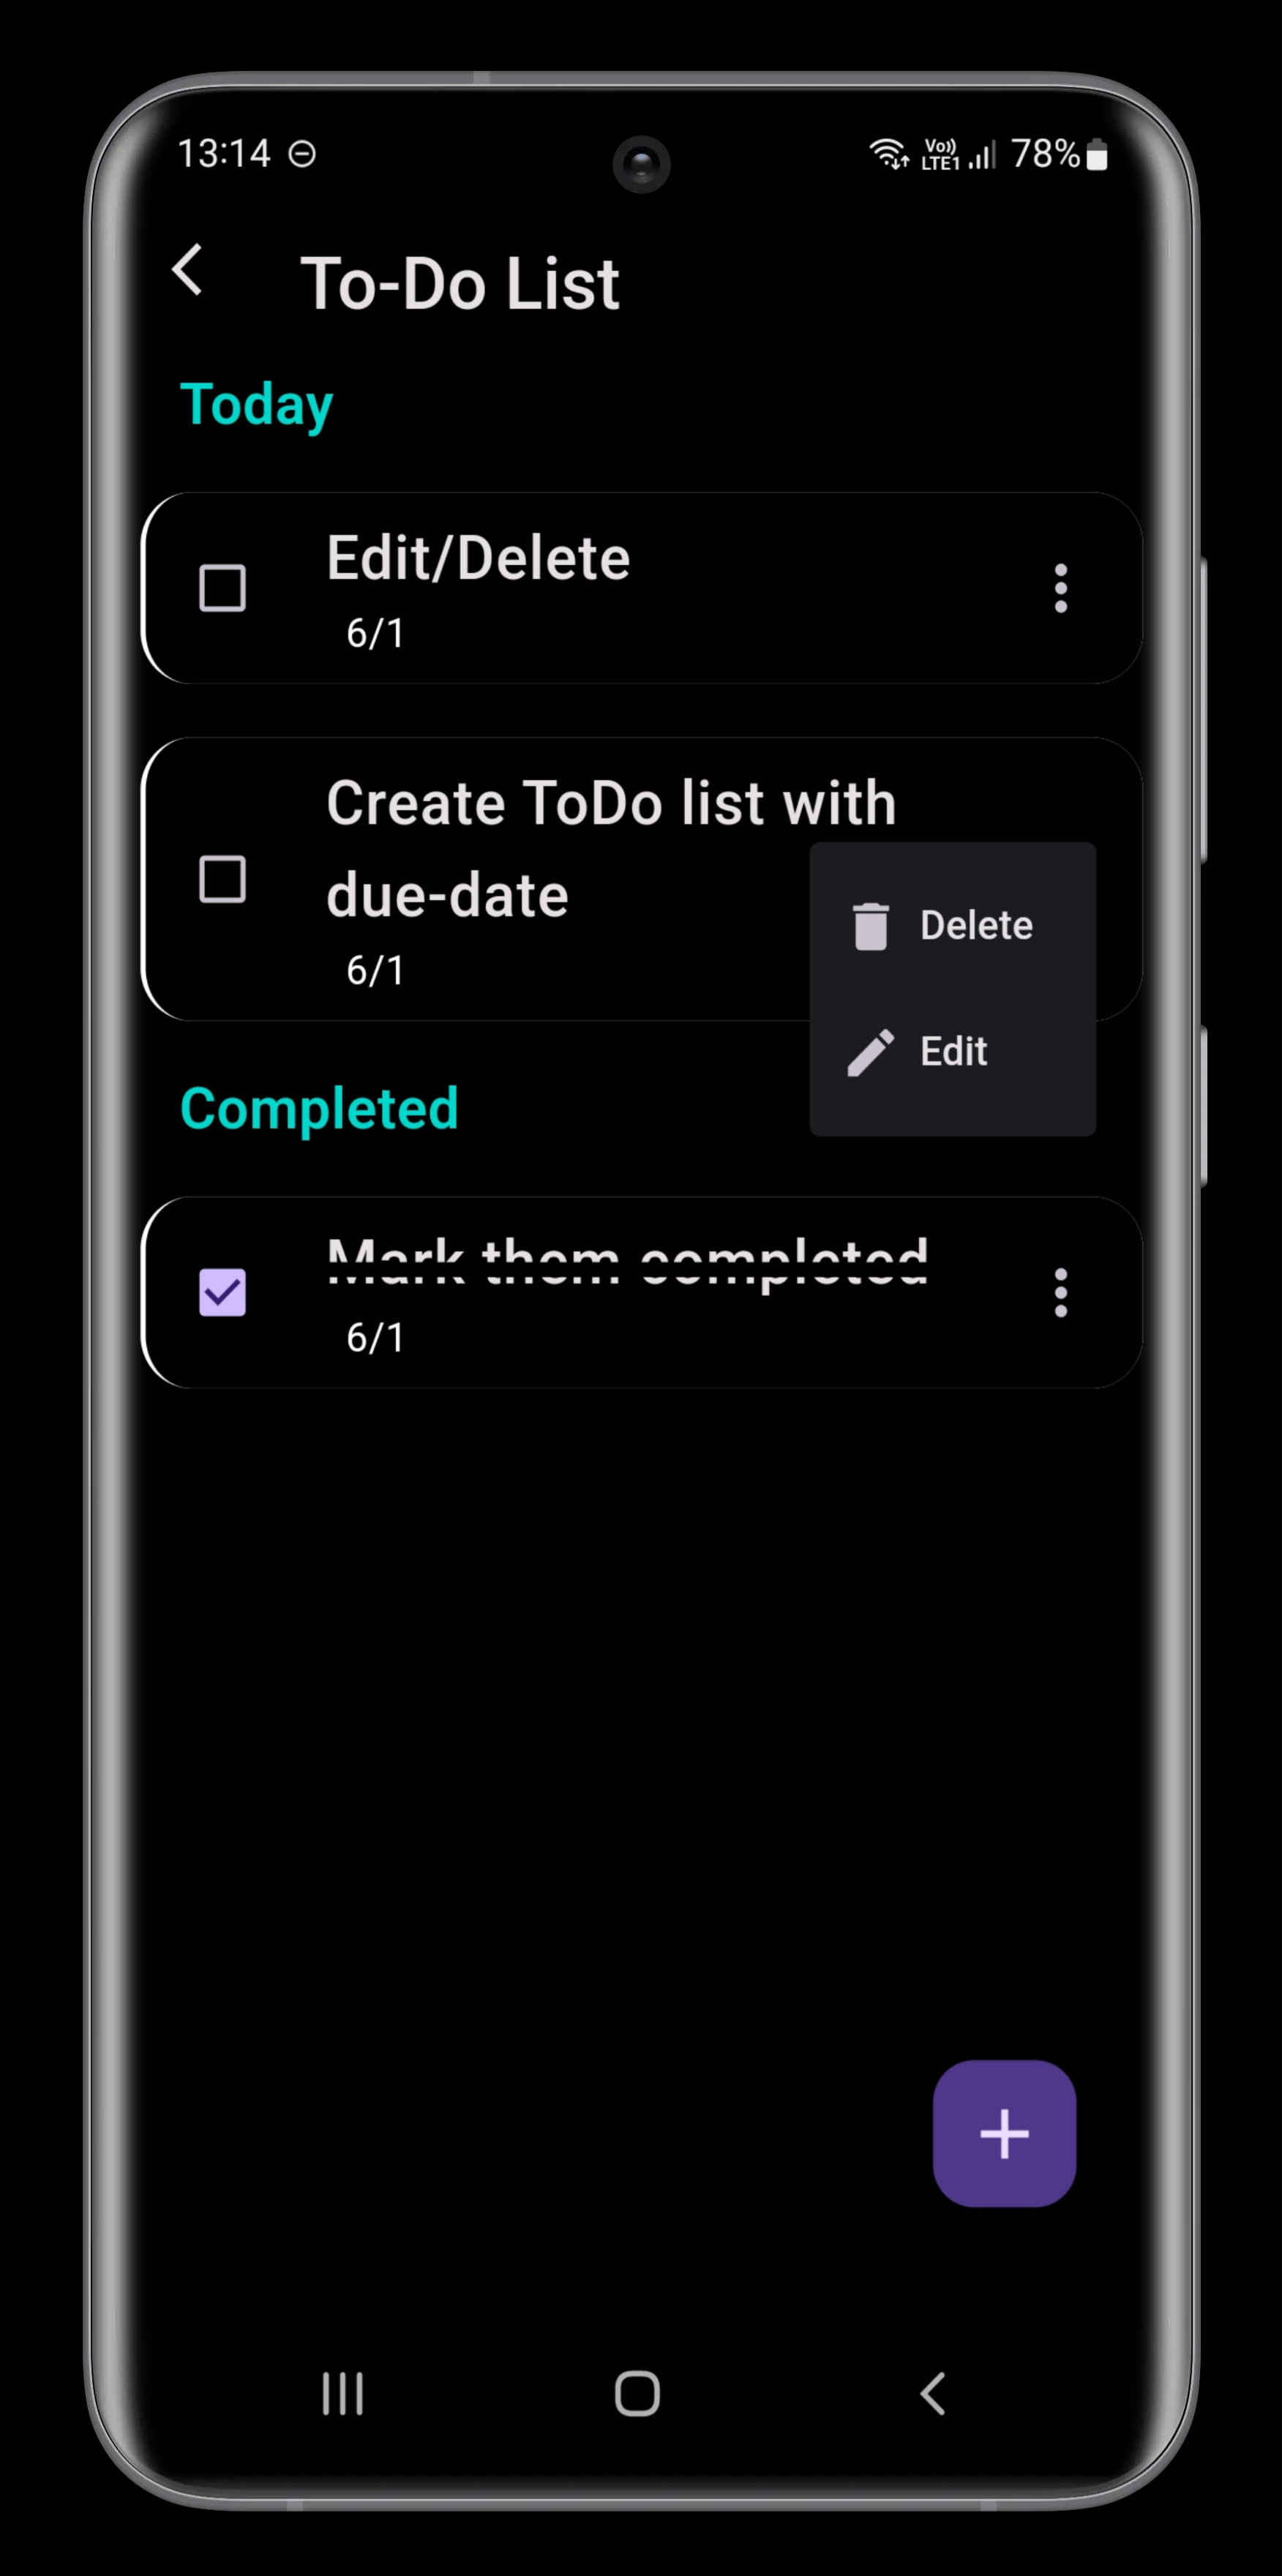 13:14 Vo)) LTE1 78%
To-Do List
Today
Edit/Delete
6/1
Create ToDo list with
due-date
6/1
Delete
Edit
Completed
Mark them completed
6/1